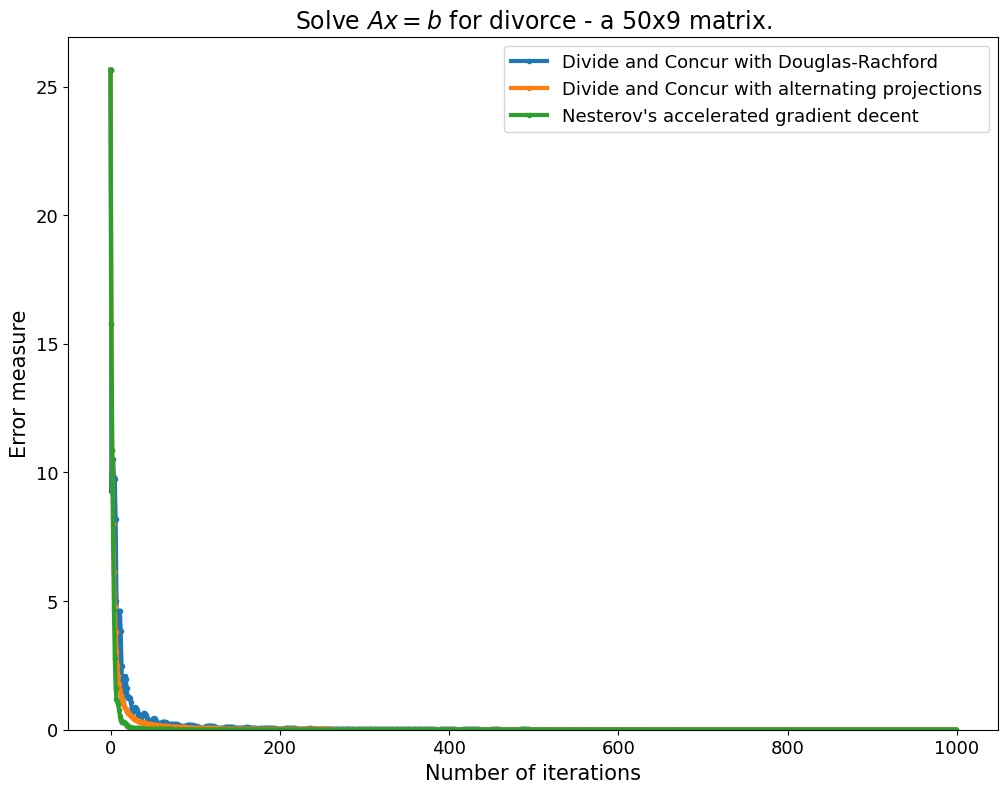 Solve Ax = b for divorce - a 50x9 matrix.
Divide and Concur with Douglas-Rachford
Divide and Concur with alternating projections
Nesterov's accelerated gradient decent
Error measure
25
20
15
10
5
0
0 200 400 600 800 1000
Number of iterations